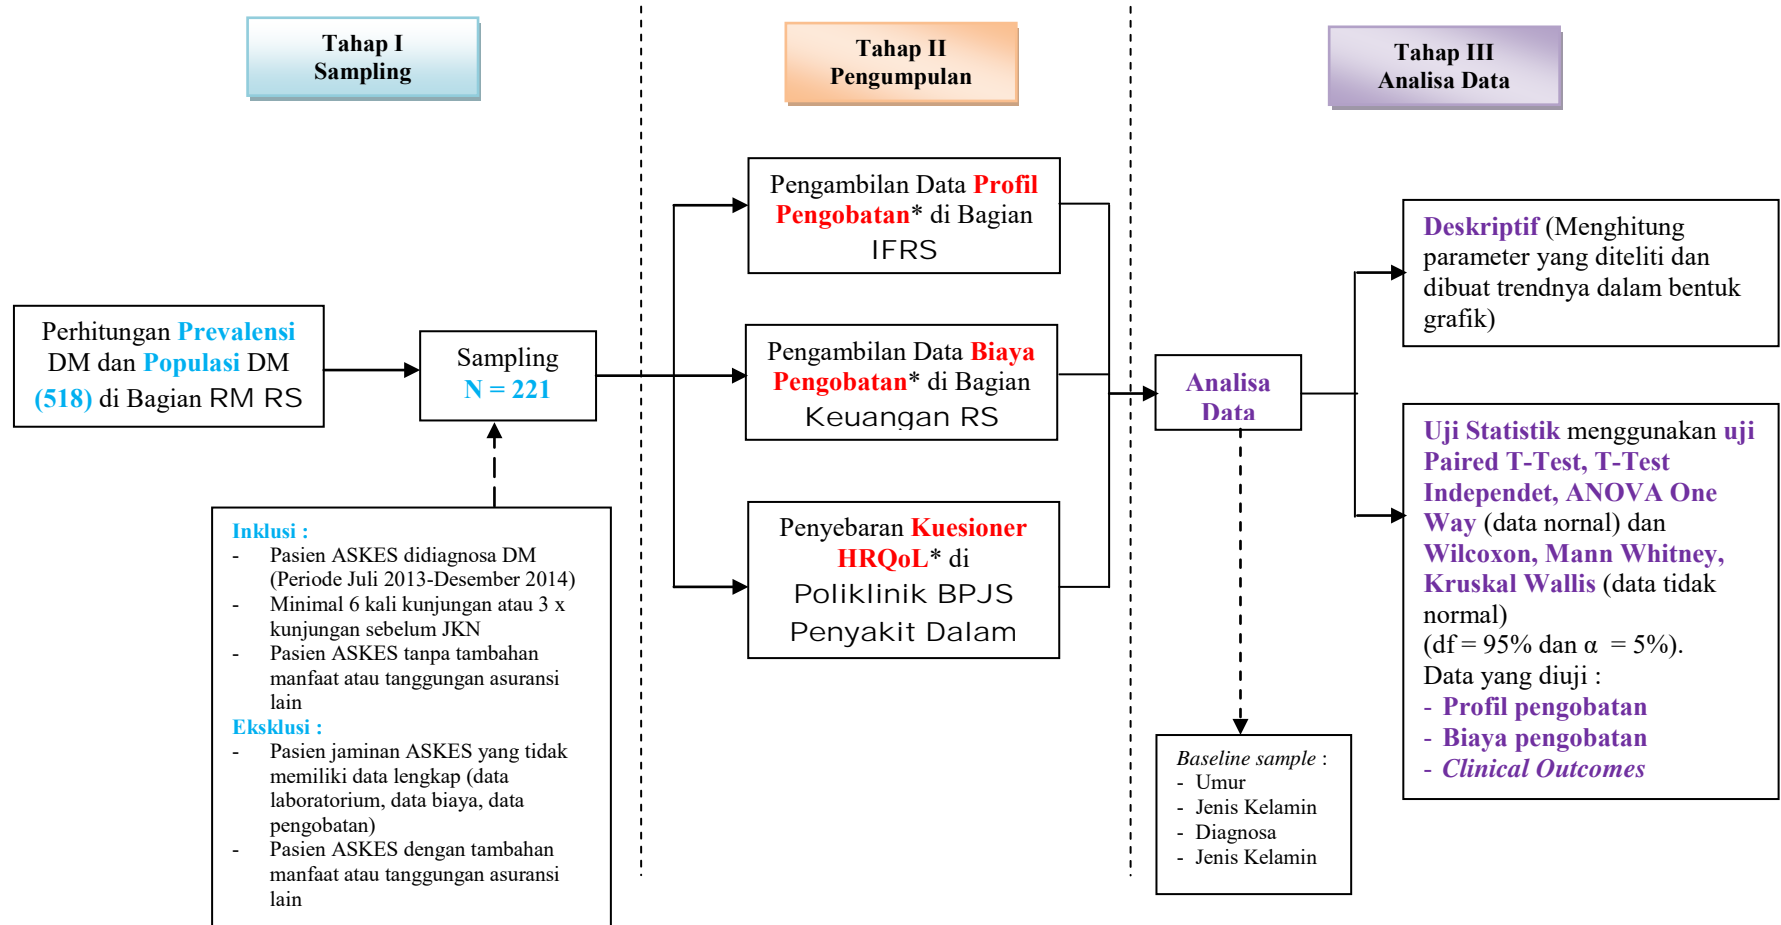 Tahap I
Sampling
Tahap II
Pengumpulan
Tahap III
Analisa Data
Perhitungan Prevalensi
DM dan Populasi DM
(518) di Bagian RM RS
Sampling
N = 221
Inklusi :
- Pasien ASKES didiagnosa DM
(Periode Juli 2013-Desember 2014)
- Minimal 6 kali kunjungan atau 3 x
kunjungan sebelum JKN
- Pasien ASKES tanpa tambahan
manfaat atau tanggungan asuransi
lain
Eksklusi :
- Pasien jaminan ASKES yang tidak
memiliki data lengkap (data
laboratorium, data biaya, data
pengobatan)
- Pasien ASKES dengan tambahan
manfaat atau tanggungan asuransi
lain
Pengambilan Data Profil
Pengobatan* di Bagian
IFRS
Pengambilan Data Biaya
Pengobatan* di Bagian
Keuangan RS
Penyebaran Kuesioner
HRQoL* di
Poliklinik BPJS
Penyakit Dalam
Analisa
Data
Baseline sample :
- Umur
- Jenis Kelamin
- Diagnosa
- Jenis Kelamin
Deskriptif (Menghitung
parameter yang diteliti dan
dibuat trendnya dalam bentuk
grafik)
Uji Statistik menggunakan uji
Paired T-Test, T-Test
Independet, ANOVA One
Way (data nornal) dan
Wilcoxon, Mann Whitney,
Kruskal Wallis (data tidak
normal)
(df = 95% dan α = 5%).
Data yang diuji :
- Profil pengobatan
- Biaya pengobatan
- Clinical Outcomes